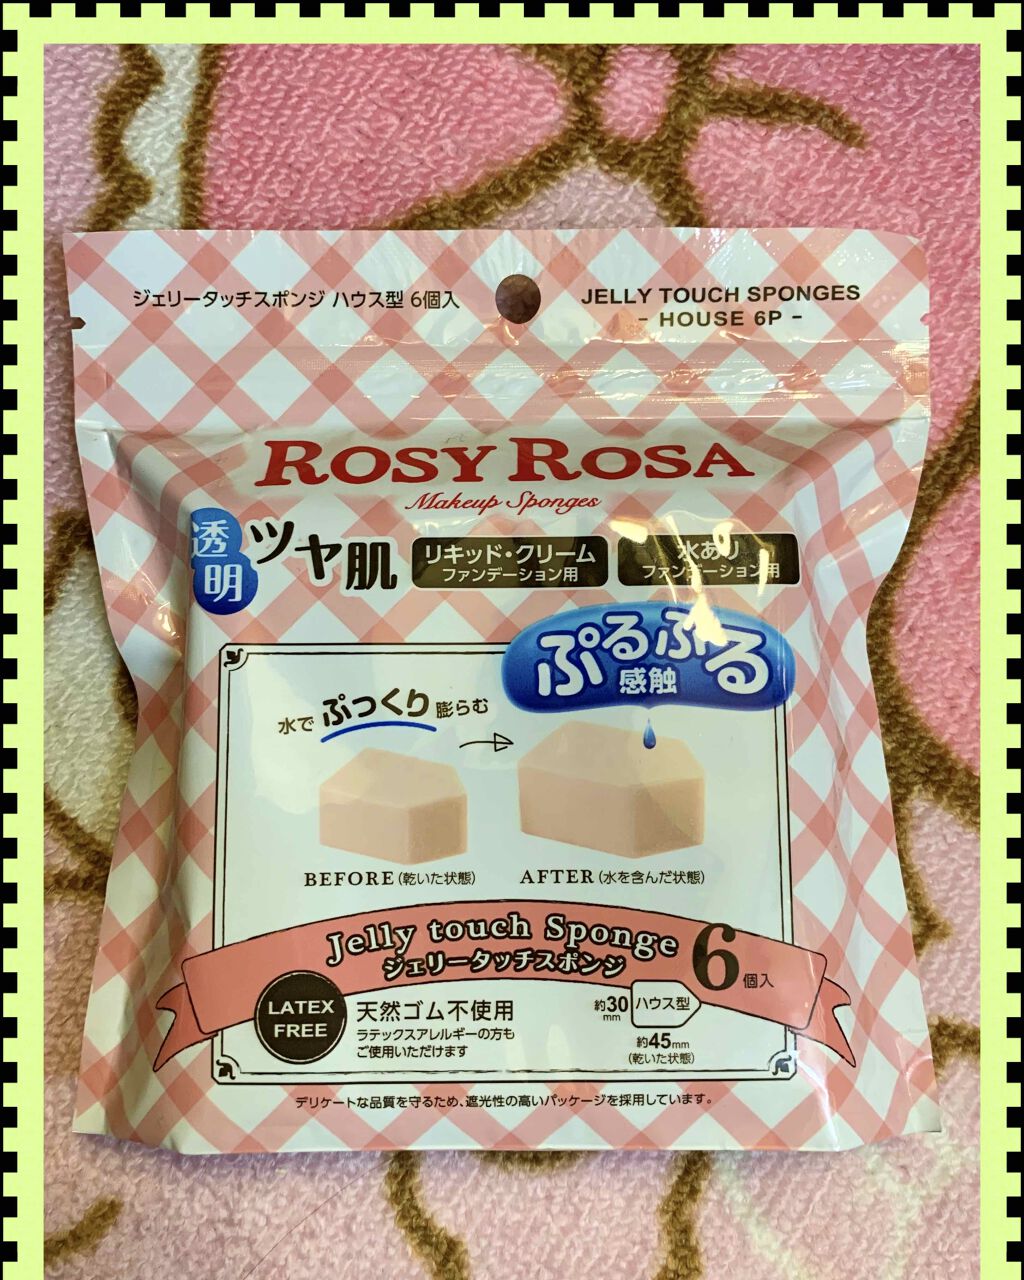 ジェリータッチスポンジ ハウス型 6個入
JELLY TOUCH SPONGES
- HOUSE 6P -
ROSY ROSA
Makeup Sponges
透明
ツヤ肌
リキッド・クリーム
ファンデーション用
水あり
ファンデーション用
ぷるぷる
感触
水でぷっくり膨らむ
BEFORE(乾いた状態)
AFTER(水を含んだ状態)
Jelly touch Sponge
ジェリータッチスポンジ
6個入
LATEX
FREE
天然ゴム不使用
ラテックスアレルギーの方も
ご使用いただけます
約30mm
ハウス型
約45mm
(乾いた状態)
デリケートな品質を守るため、遮光性の高いパッケージを採用しています。